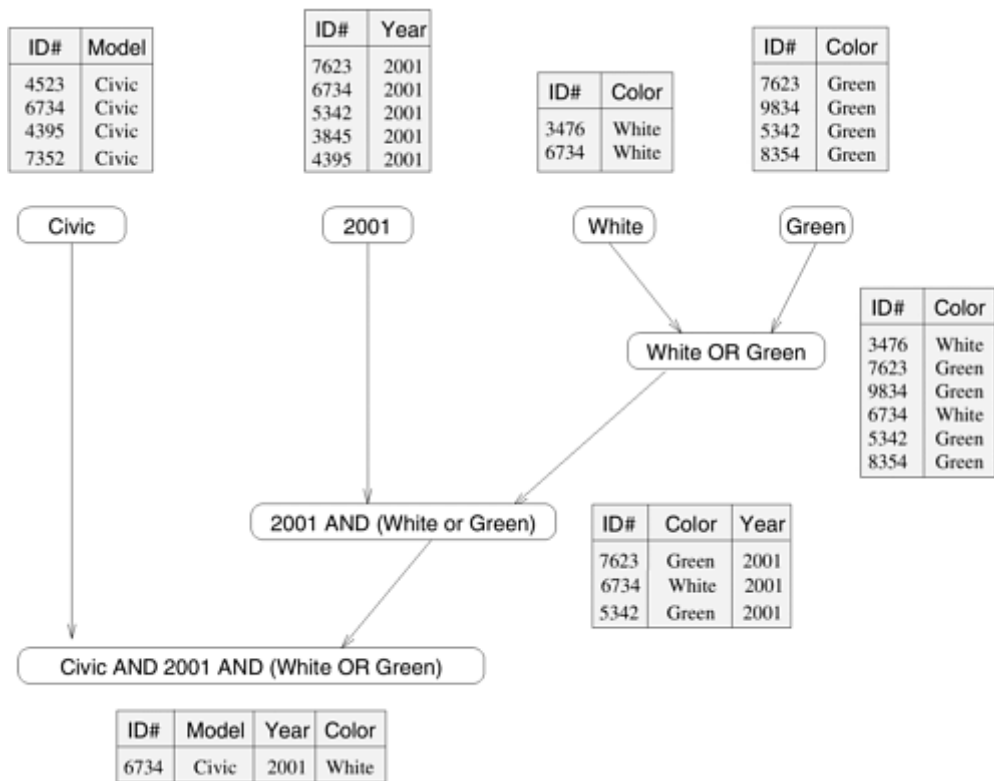 ID# Model
4523 Civic
6734 Civic
4395 Civic
7352 Civic
ID# Year
7623 2001
6734 2001
5342 2001
3845 2001
4395 2001
ID# Color
3476 White
6734 White
ID# Color
7623 Green
9834 Green
5342 Green
8354 Green
Civic
2001
White
Green
White OR Green
ID# Color
3476 White
7623 Green
9834 Green
6734 White
5342 Green
8354 Green
2001 AND (White or Green)
ID# Color Year
7623 Green 2001
6734 White 2001
5342 Green 2001
Civic AND 2001 AND (White OR Green)
ID# Model Year Color
6734 Civic 2001 White